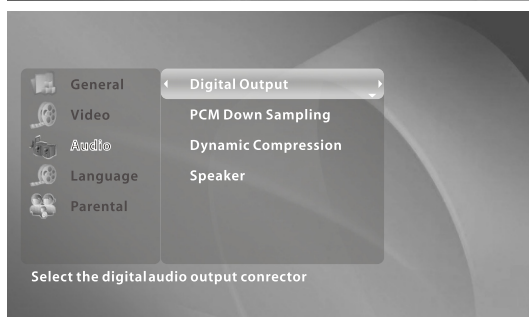 General
Video
Audio
Language
Parental
Digital Output
PCM Down Sampling
Dynamic Compression
Speaker
Select the digital audio output conrector